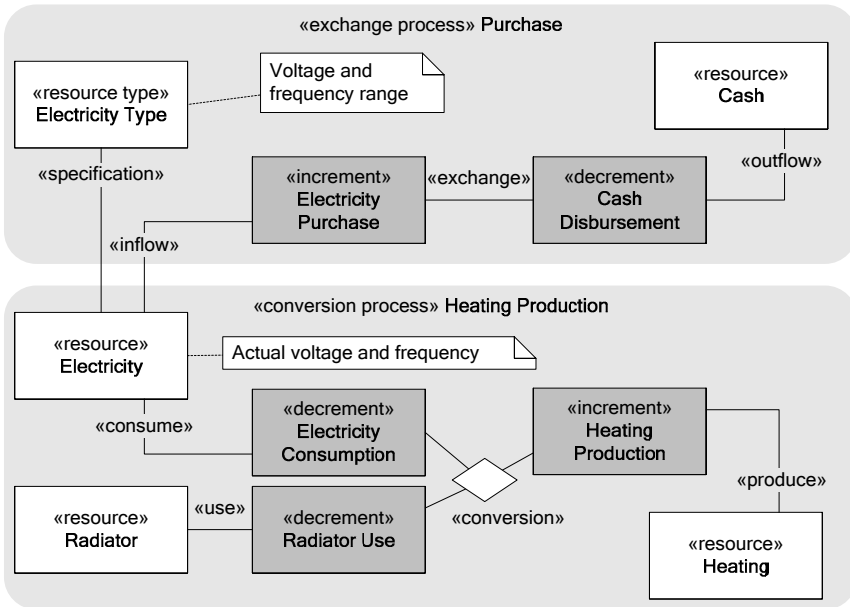 «exchange process» Purchase
«resource type»
Electricity Type
Voltage and
frequency range
«resource»
Cash
«specification»
«outflow»
«increment»
Electricity
Purchase
«exchange»
«decrement»
Cash
Disbursement
«inflow»
«conversion process» Heating Production
«resource»
Electricity
Actual voltage and frequency
«consume»
«decrement»
Electricity
Consumption
«increment»
Heating
Production
«produce»
«resource»
Radiator
«use»
«decrement»
Radiator Use
«conversion»
«resource»
Heating